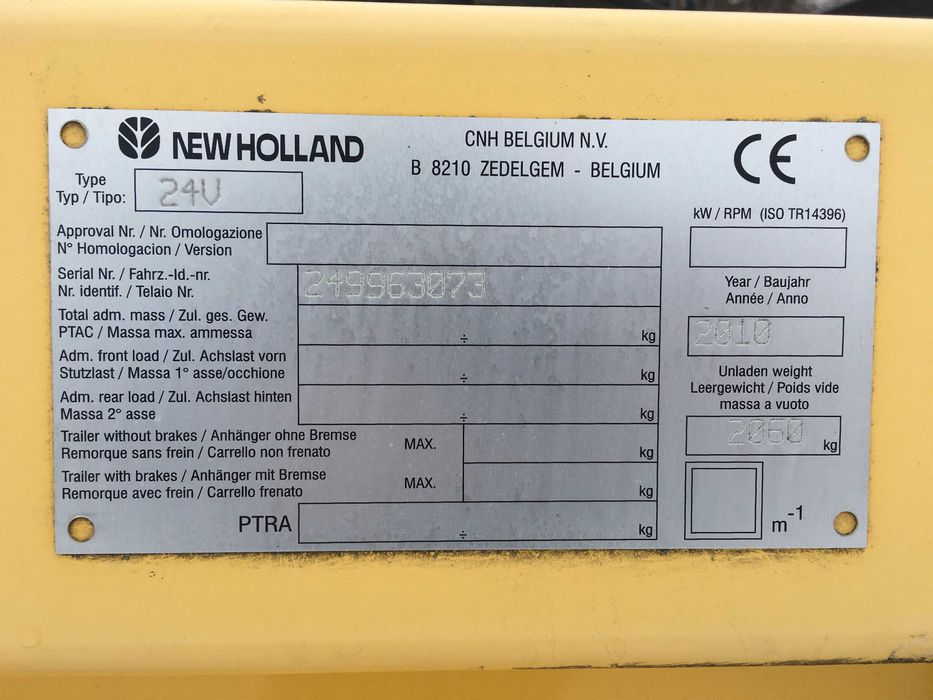 NEW HOLLAND
CNH BELGIUM N.V.
B 8210 ZEDELGEM - BELGIUM
CE
Type
Typ / Tipo:
24V
kW / RPM (ISO TR14396)
Approval Nr. / Nr. Omologazione
N° Homologacion / Version
Serial Nr. / Fahrz.-Id.-nr.
Nr. identif. / Telaio Nr.
249963073
Year / Baujahr
Année / Anno
2010
Total adm. mass / Zul. ges. Gew.
PTAC / Massa max. ammessa
÷ kg
Adm. front load / Zul. Achslast vorn
Stutzlast / Massa 1° asse/occhione
÷ kg
Unladen weight
Leergewicht / Poids vide
massa a vuoto
2060 kg
Adm. rear load / Zul. Achslast hinten
Massa 2° asse
÷ kg
Trailer without brakes / Anhänger ohne Bremse
Remorque sans frein / Carrello non frenato
MAX.
kg
Trailer with brakes / Anhänger mit Bremse
Remorque avec frein / Carrello frenato
MAX.
kg
PTRA
÷ kg
m-1